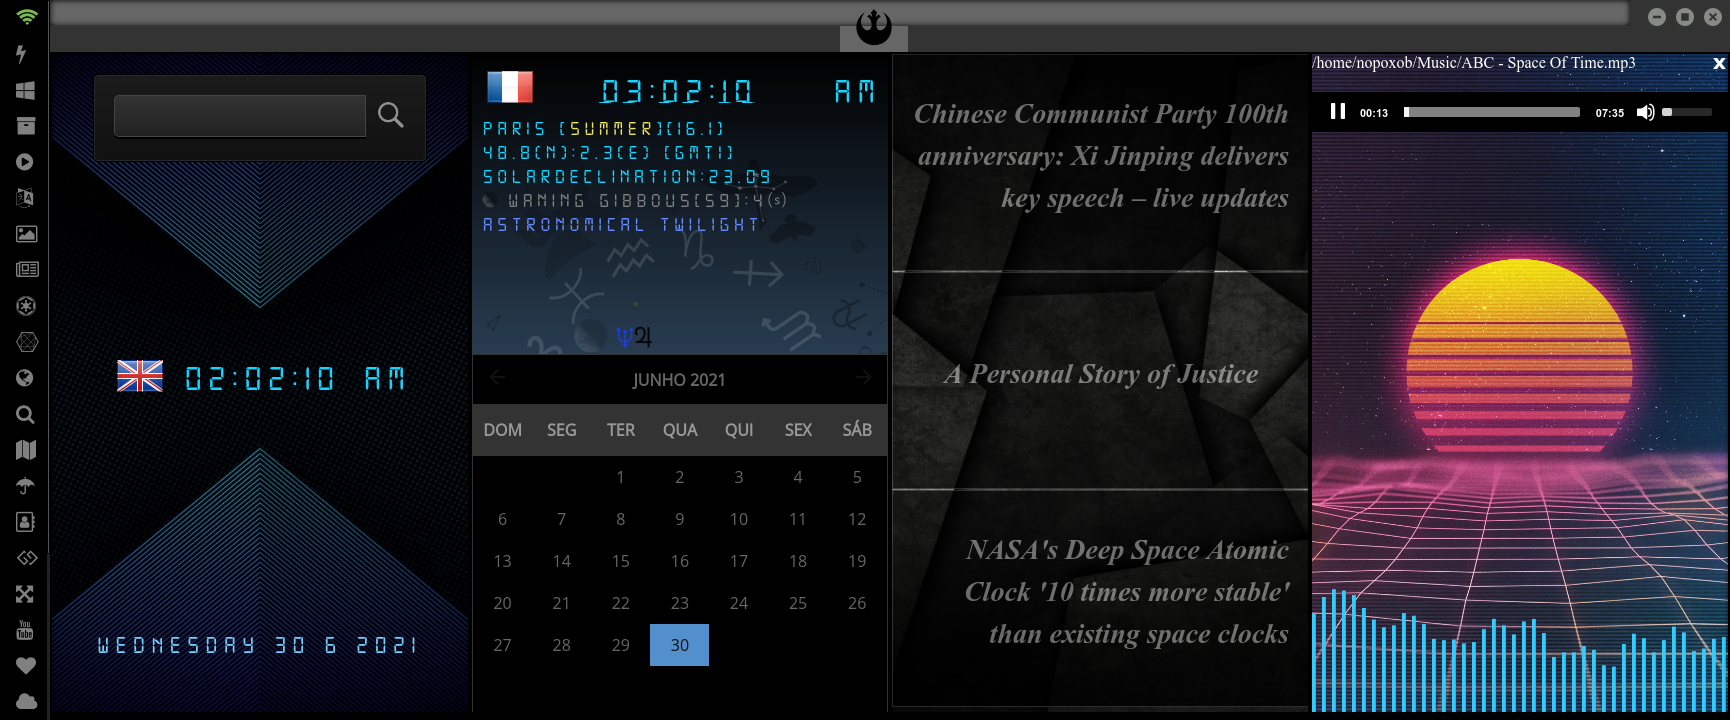 /home/nopoxob/Music/ABC - Space Of Time.mp3 x
00:13 07:35
02:02:10 AM
WEDNESDAY 30 6 2021
03:02:10 AM
PARIS [SUMMER][16.1]
48.8[N]:2.3[E] [GMT1]
SOLARDECLINATION:23.09
WANING GIBBOUS[59]:4(s)
ASTRONOMICAL TWILIGHT
JUNHO 2021
DOM SEG TER QUA QUI SEX SÁB
1 2 3 4 5
6 7 8 9 10 11 12
13 14 15 16 17 18 19
20 21 22 23 24 25 26
27 28 29 30
Chinese Communist Party 100th
anniversary: Xi Jinping delivers
key speech – live updates
A Personal Story of Justice
NASA's Deep Space Atomic
Clock '10 times more stable'
than existing space clocks
You
Tube